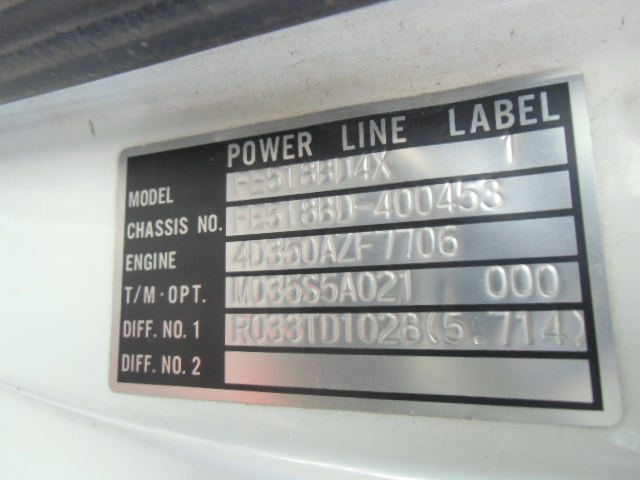 POWER LINE LABEL
MODEL FE518BD4X 1
CHASSIS NO. FE518BD-400453
ENGINE 4D350AZF7706
T/M·OPT. M035S5A021 000
DIFF. NO. 1 R033TD1028(5.714)
DIFF. NO. 2